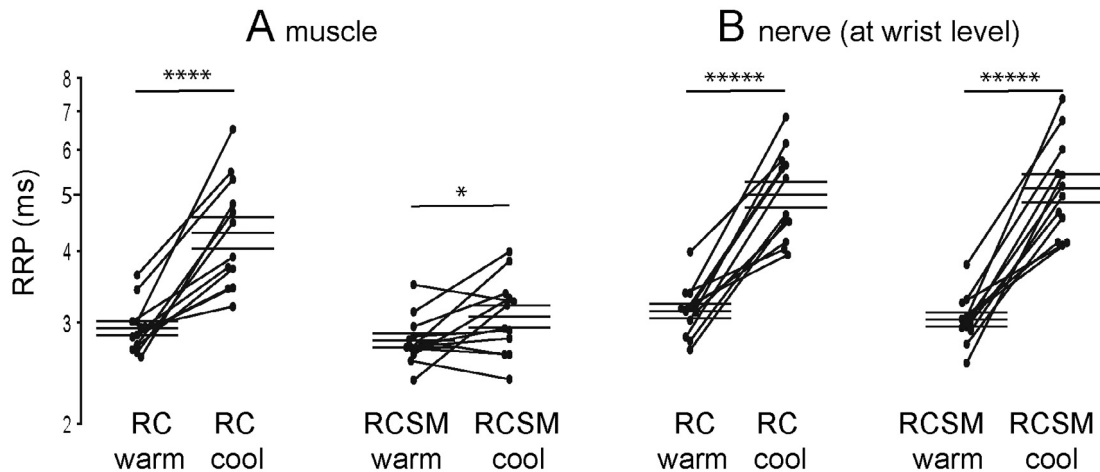 A muscle
B nerve (at wrist level)
****
*
*****
*****
RRP (ms)
8
7
6
5
4
3
2
RC warm
RC cool
RCSM warm
RCSM cool
RC warm
RC cool
RCSM warm
RCSM cool